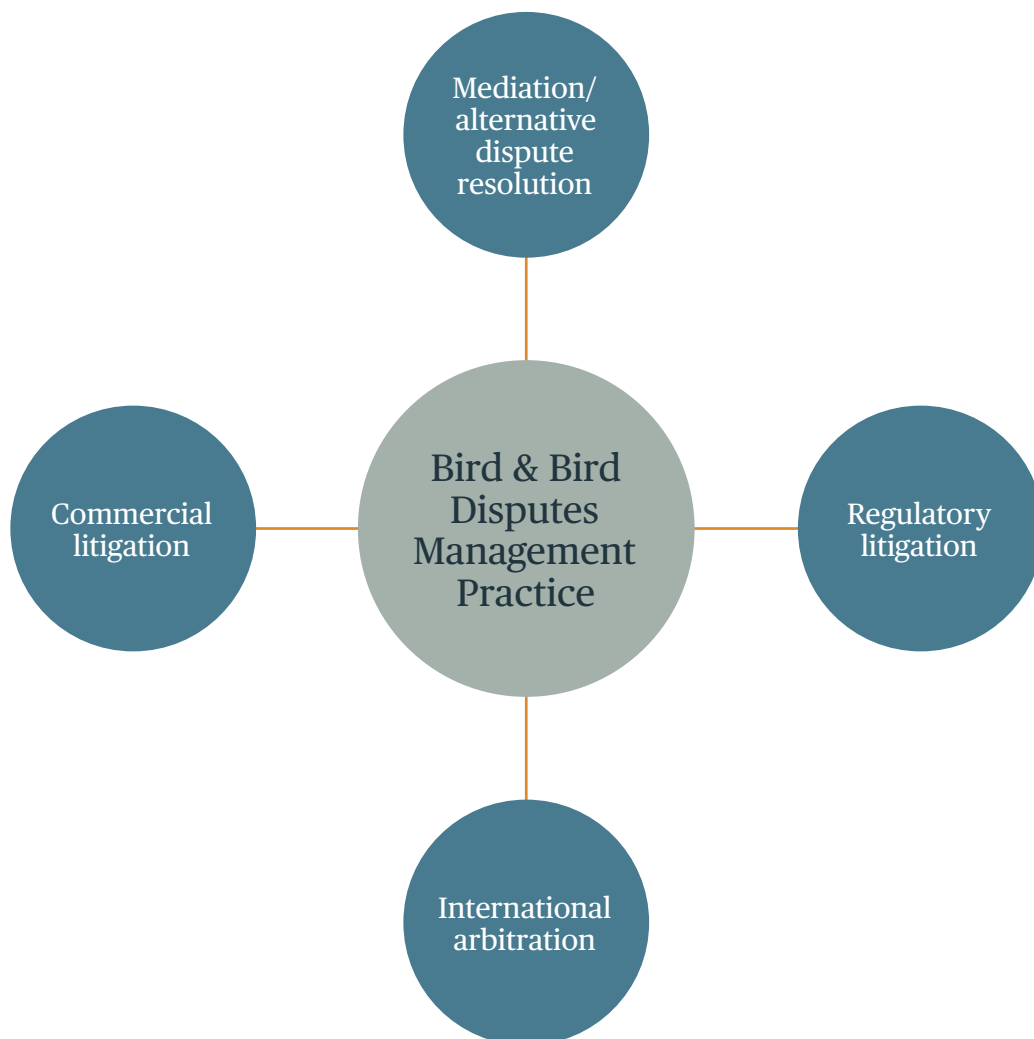 Mediation/
alternative
dispute
resolution
Commercial
litigation
Bird & Bird
Disputes
Management
Practice
Regulatory
litigation
International
arbitration